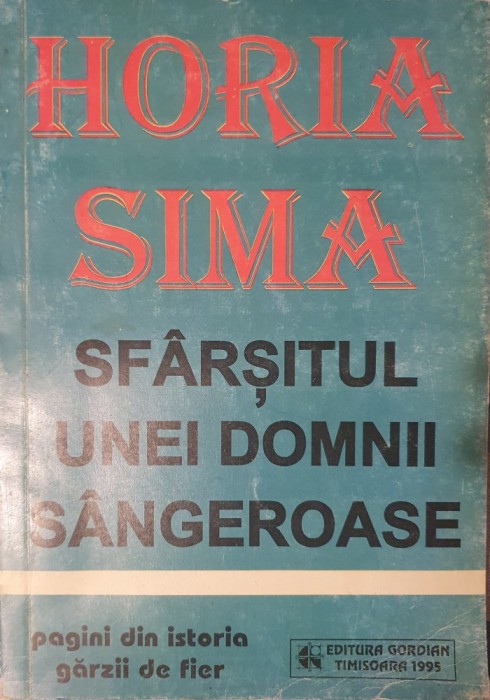 HORIA
SIMA
SFÂRȘITUL
UNEI DOMNII
SÂNGEROASE
pagini din istoria
gărzii de fier
EDITURA GORDIAN
TIMISOARA 1995